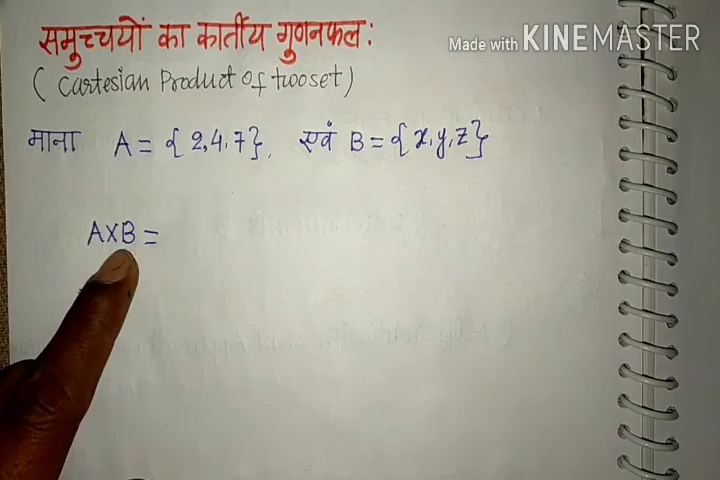 समुच्चयों का कार्तीय गुणनफल:
Made with KINEMASTER
( Cartesian Product Of twoset )
माना A = { 2, 4, 7 }, एवं B = { x, y, z }
A×B =